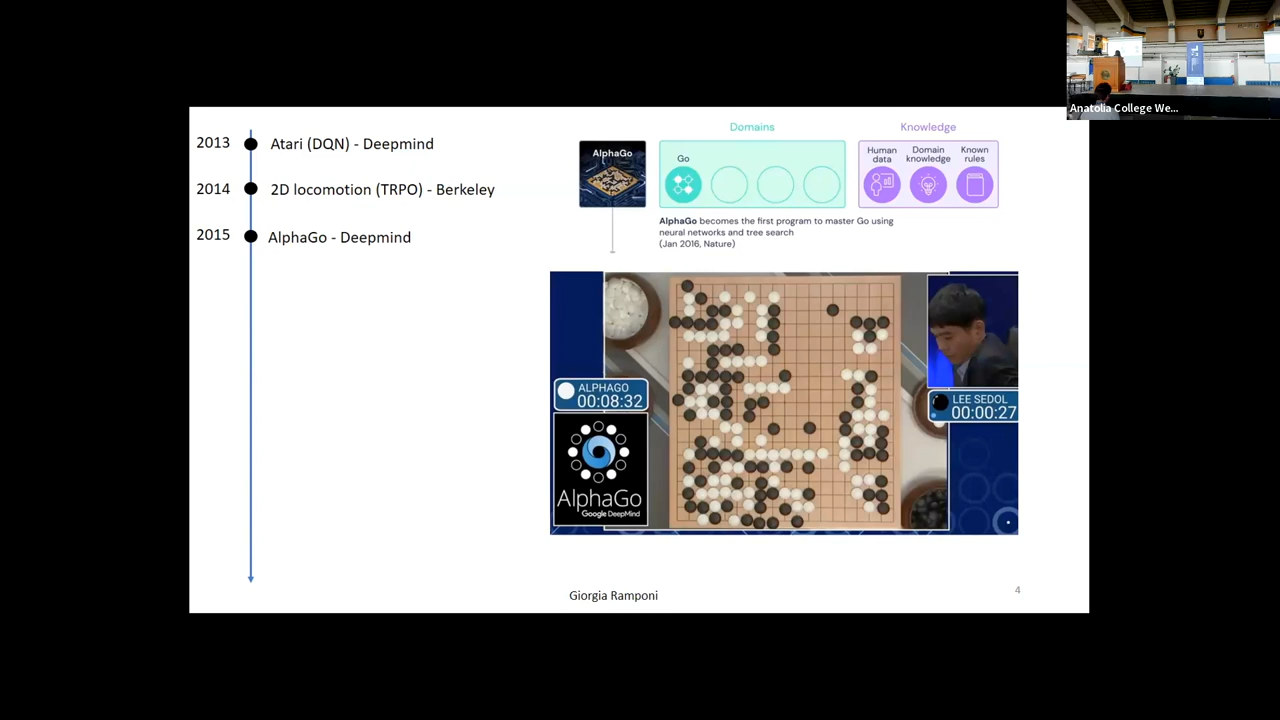 Anatolia College We...
2013
Atari (DQN) - Deepmind
2014
2D locomotion (TRPO) - Berkeley
2015
AlphaGo - Deepmind
AlphaGo
Domains
Go
Knowledge
Human data
Domain knowledge
Known rules
AlphaGo becomes the first program to master Go using
neural networks and tree search
(Jan 2016, Nature)
ALPHAGO
00:08:32
LEE SEDOL
00:00:27
AlphaGo
Google DeepMind
Giorgia Ramponi
4